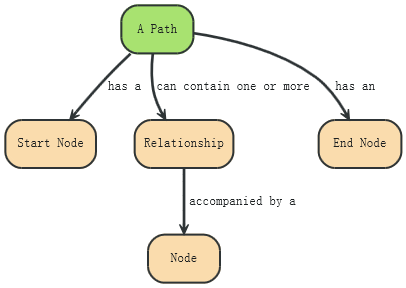 A Path
has a
can contain one or more
has an
Start Node
Relationship
End Node
accompanied by a
Node